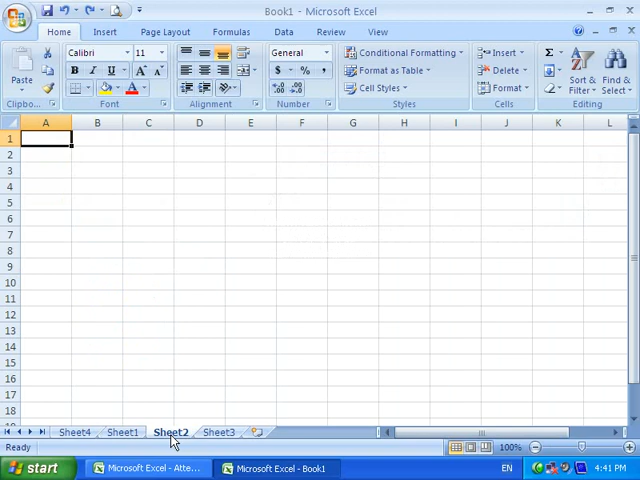 Book1 - Microsoft Excel
Home Insert Page Layout Formulas Data Review View
Paste
Calibri 11
B I U A A
A
General
$ % ,
Conditional Formatting
Format as Table
Cell Styles
Insert
Delete
Format
Σ
Sort & Filter
Find & Select
Clipbo... Font Alignment Number Styles Cells Editing
A B C D E F G H I J K L
1
2
3
4
5
6
7
8
9
10
11
12
13
14
15
16
17
18
Sheet4 Sheet1 Sheet2 Sheet3
Ready 100%
start Microsoft Excel - Atte... Microsoft Excel - Book1 EN 4:41 PM